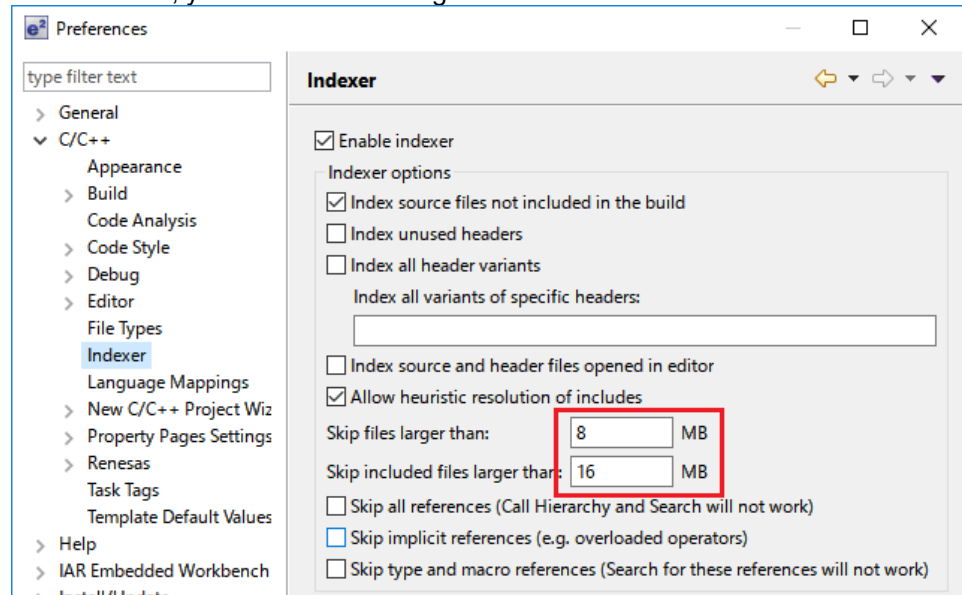 Preferences
type filter text
General
C/C++
Appearance
Build
Code Analysis
Code Style
Debug
Editor
File Types
Indexer
Language Mappings
New C/C++ Project Wiz
Property Pages Settings
Renesas
Task Tags
Template Default Values
Help
IAR Embedded Workbench
Indexer
Enable indexer
Indexer options
Index source files not included in the build
Index unused headers
Index all header variants
Index all variants of specific headers:
Index source and header files opened in editor
Allow heuristic resolution of includes
Skip files larger than: 8 MB
Skip included files larger than: 16 MB
Skip all references (Call Hierarchy and Search will not work)
Skip implicit references (e.g. overloaded operators)
Skip type and macro references (Search for these references will not work)